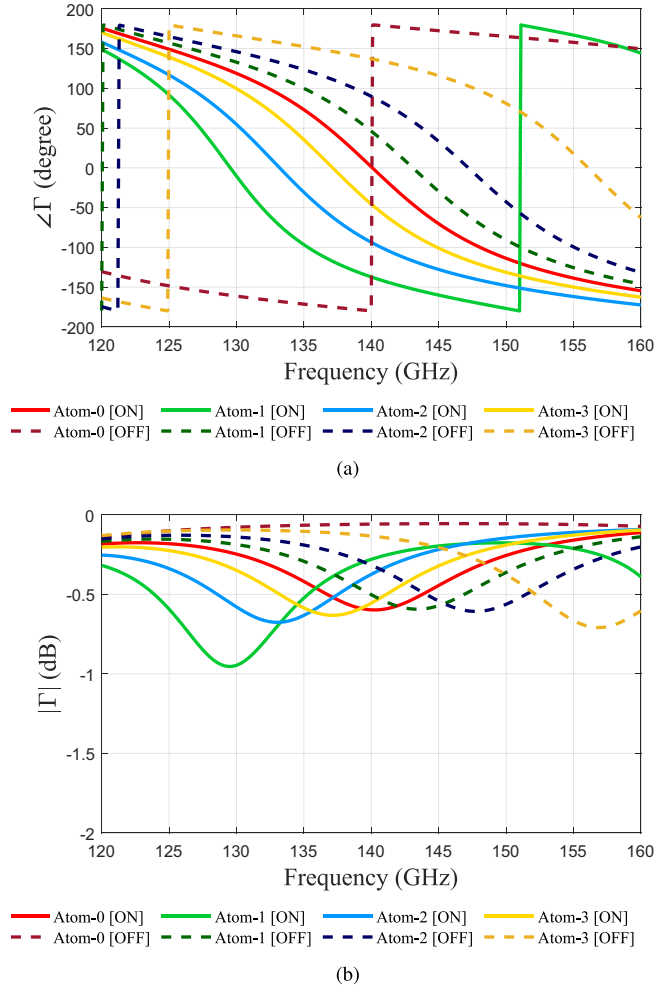 200
150
100
50
0
-50
-100
-150
-200
∠Γ (degree)
120 125 130 135 140 145 150 155 160
Frequency (GHz)
Atom-0 [ON] Atom-1 [ON] Atom-2 [ON] Atom-3 [ON]
Atom-0 [OFF] Atom-1 [OFF] Atom-2 [OFF] Atom-3 [OFF]
(a)
0
-0.5
-1
-1.5
-2
|Γ| (dB)
120 125 130 135 140 145 150 155 160
Frequency (GHz)
Atom-0 [ON] Atom-1 [ON] Atom-2 [ON] Atom-3 [ON]
Atom-0 [OFF] Atom-1 [OFF] Atom-2 [OFF] Atom-3 [OFF]
(b)